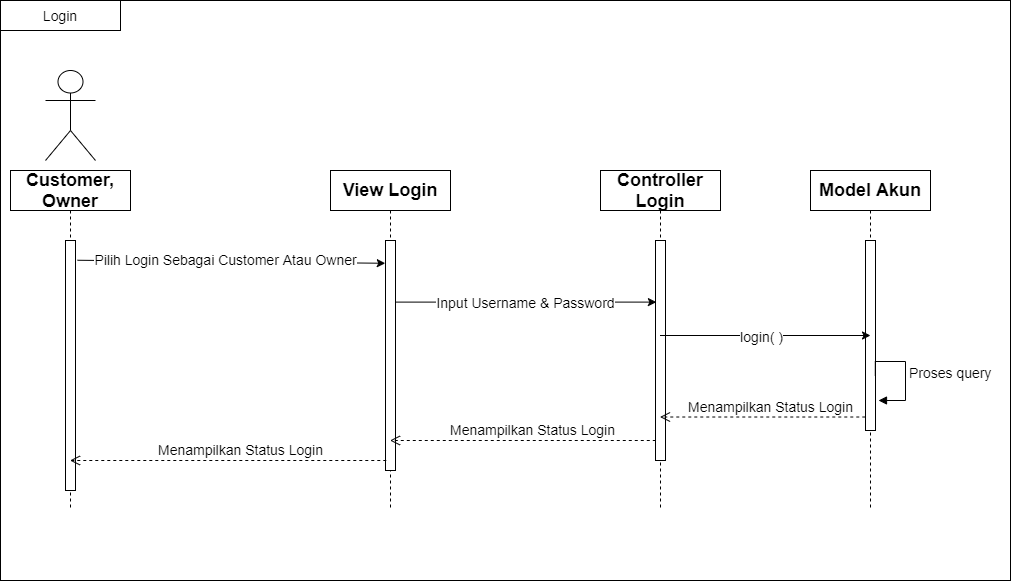 Login
Customer,
Owner
View Login
Controller
Login
Model Akun
Pilih Login Sebagai Customer Atau Owner
Input Username & Password
login( )
Proses query
Menampilkan Status Login
Menampilkan Status Login
Menampilkan Status Login